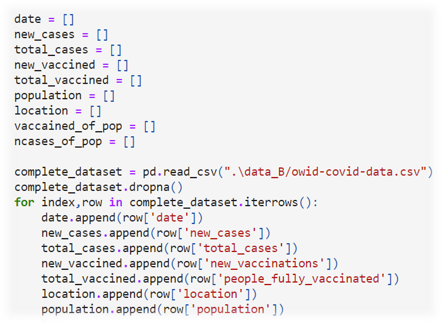 date = []
new_cases = []
total_cases = []
new_vaccined = []
total_vaccined = []
population = []
location = []
vaccained_of_pop = []
ncases_of_pop = []
complete_dataset = pd.read_csv(".\data_B/owid-covid-data.csv")
complete_dataset.dropna()
for index,row in complete_dataset.iterrows():
    date.append(row['date'])
    new_cases.append(row['new_cases'])
    total_cases.append(row['total_cases'])
    new_vaccined.append(row['new_vaccinations'])
    total_vaccined.append(row['people_fully_vaccinated'])
    location.append(row['location'])
    population.append(row['population'])